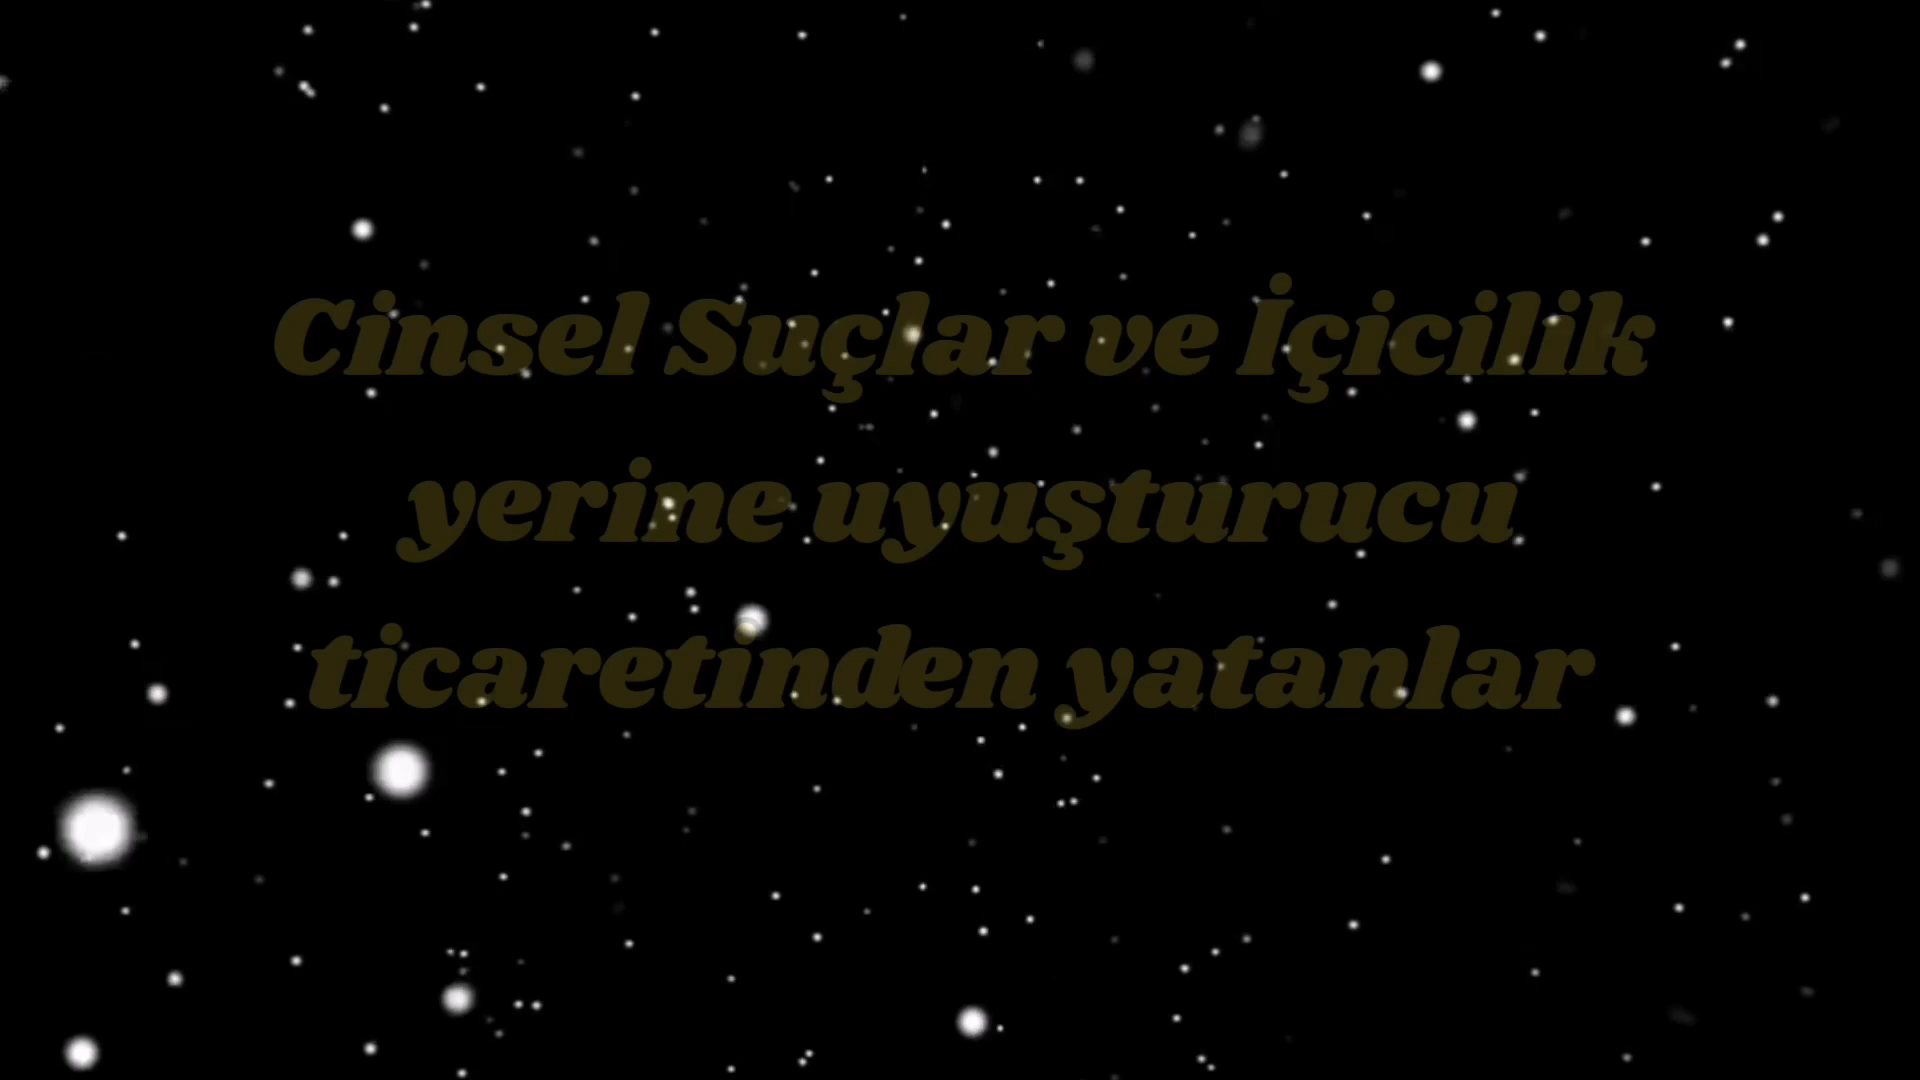 Cinsel Suçlar ve İçicilik
yerine uyuşturucu
ticaretinden yatanlar